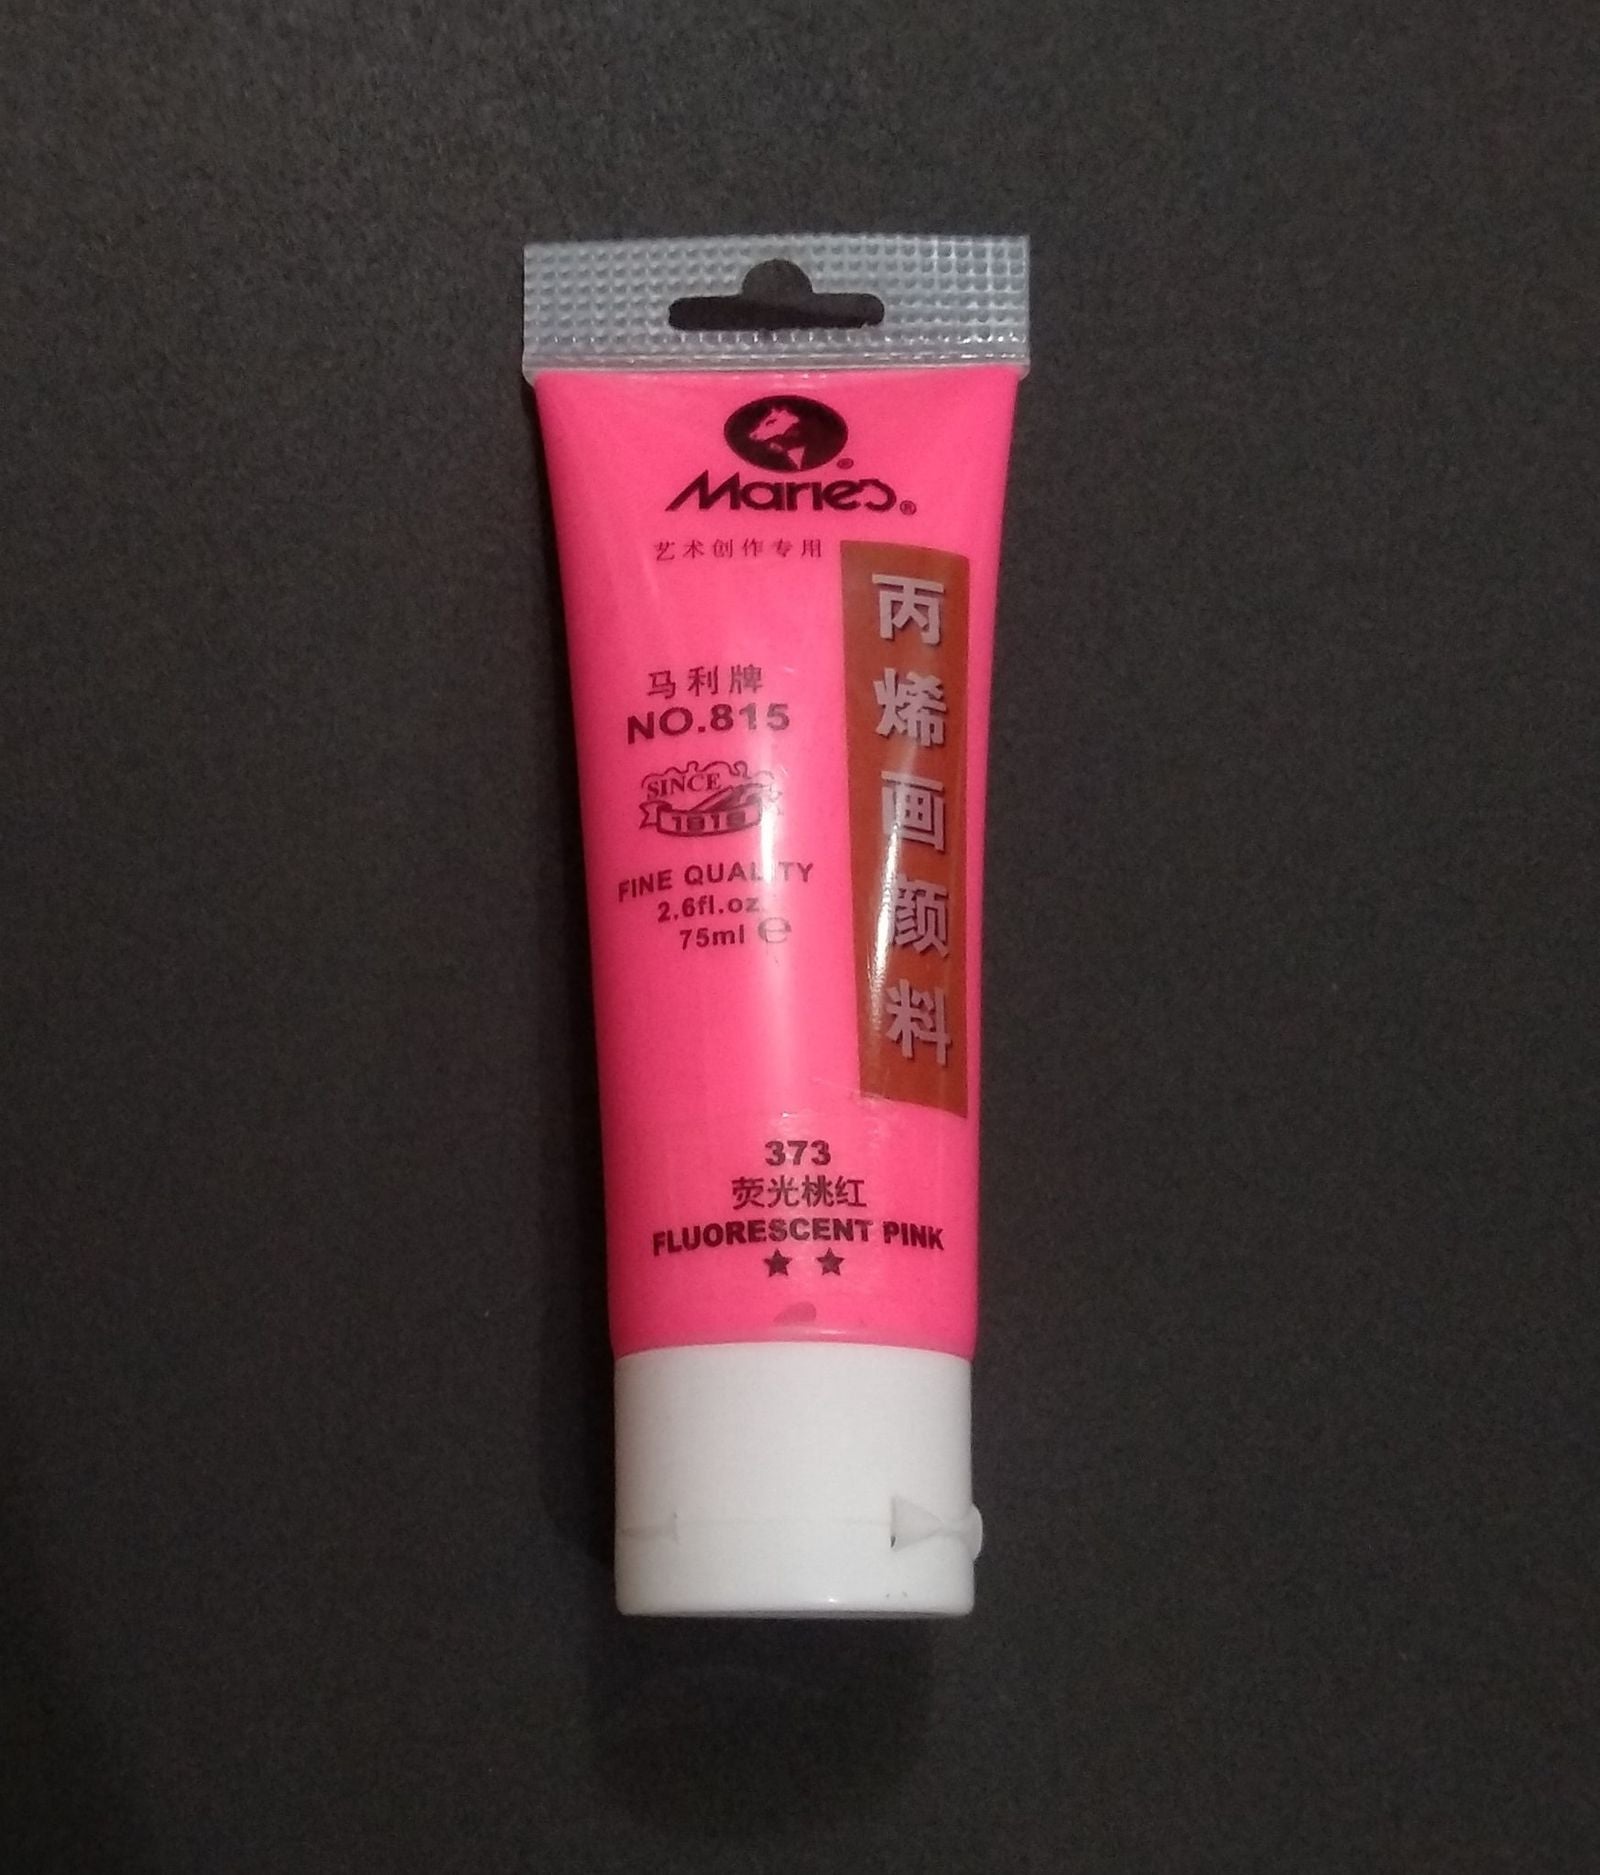 Marie's®
艺术创作专用
丙烯画颜料
马利牌
NO.815
SINCE
1919
FINE QUALITY
2.6fl.oz.
75ml ℮
373
荧光桃红
FLUORESCENT PINK
★ ★